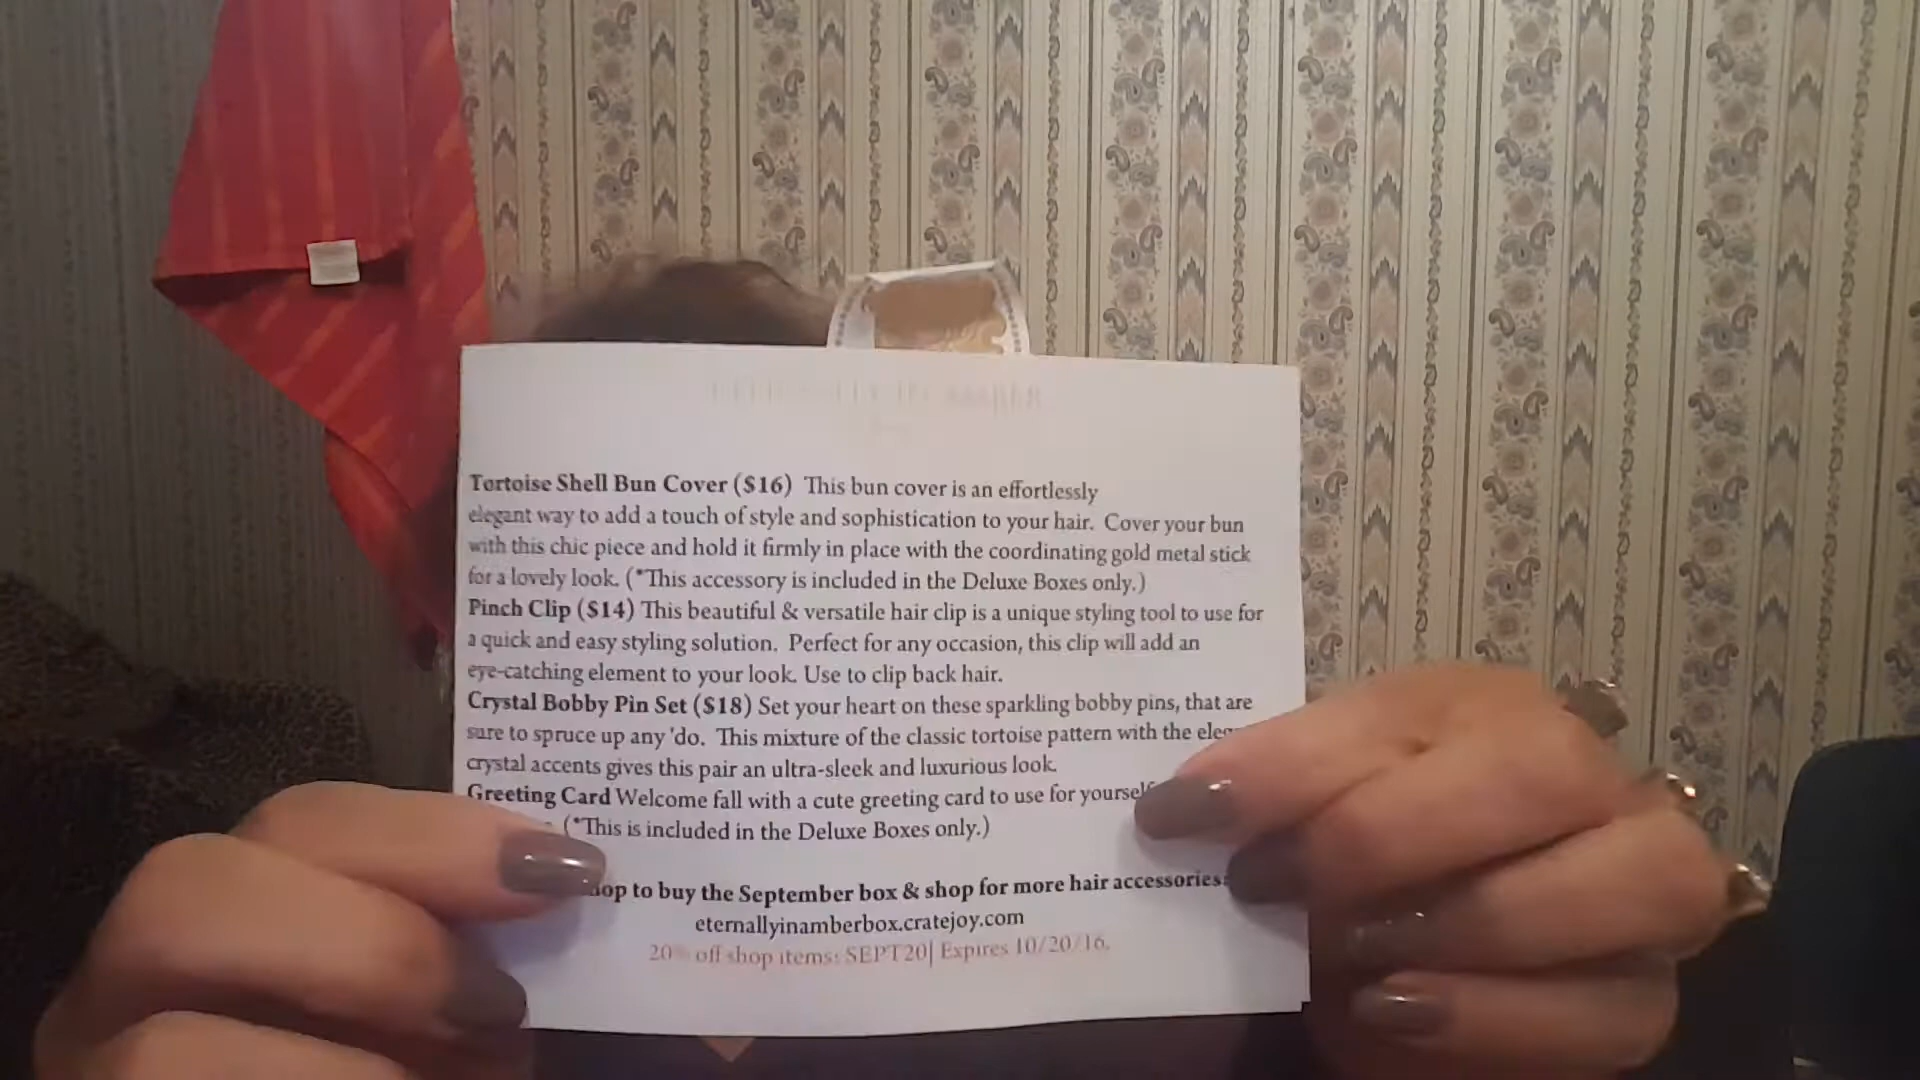 ETERNALLY IN AMBER
Tortoise Shell Bun Cover ($16) This bun cover is an effortlessly
elegant way to add a touch of style and sophistication to your hair. Cover your bun
with this chic piece and hold it firmly in place with the coordinating gold metal stick
for a lovely look. (*This accessory is included in the Deluxe Boxes only.)
Pinch Clip ($14) This beautiful & versatile hair clip is a unique styling tool to use for
a quick and easy styling solution. Perfect for any occasion, this clip will add an
eye-catching element to your look. Use to clip back hair.
Crystal Bobby Pin Set ($18) Set your heart on these sparkling bobby pins, that are
sure to spruce up any 'do. This mixture of the classic tortoise pattern with the
crystal accents gives this pair an ultra-sleek and luxurious look.
Greeting Card Welcome fall with a cute greeting card to use for yourself
(*This is included in the Deluxe Boxes only.)
to buy the September box & shop for more hair accessories:
eternallyinamberbox.cratejoy.com
20% off shop items: SEPT20| Expires 10/20/16.